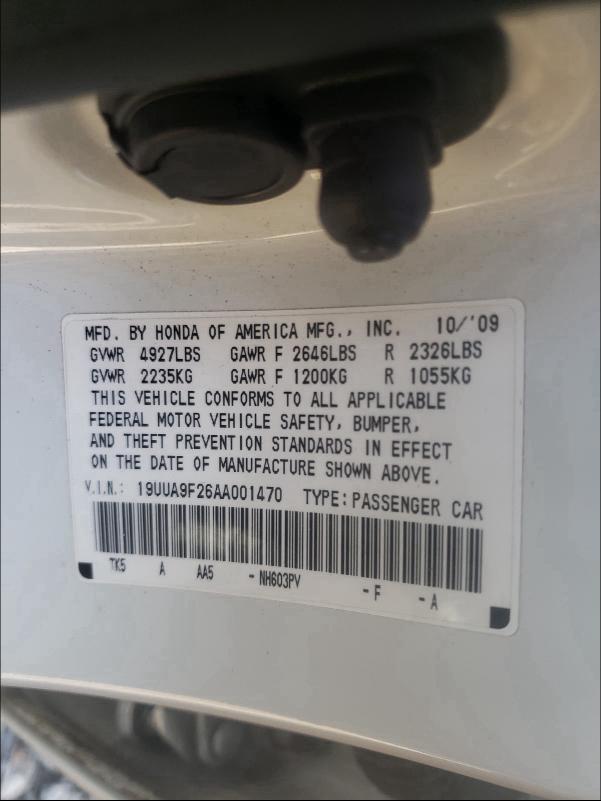 MFD. BY HONDA OF AMERICA MFG., INC. 10/'09
GVWR 4927LBS GAWR F 2646LBS R 2326LBS
GVWR 2235KG GAWR F 1200KG R 1055KG
THIS VEHICLE CONFORMS TO ALL APPLICABLE
FEDERAL MOTOR VEHICLE SAFETY, BUMPER,
AND THEFT PREVENTION STANDARDS IN EFFECT
ON THE DATE OF MANUFACTURE SHOWN ABOVE.
V.I.N.: 19UUA9F26AA001470 TYPE: PASSENGER CAR
TK5 A AA5 - NH603PV - F - A